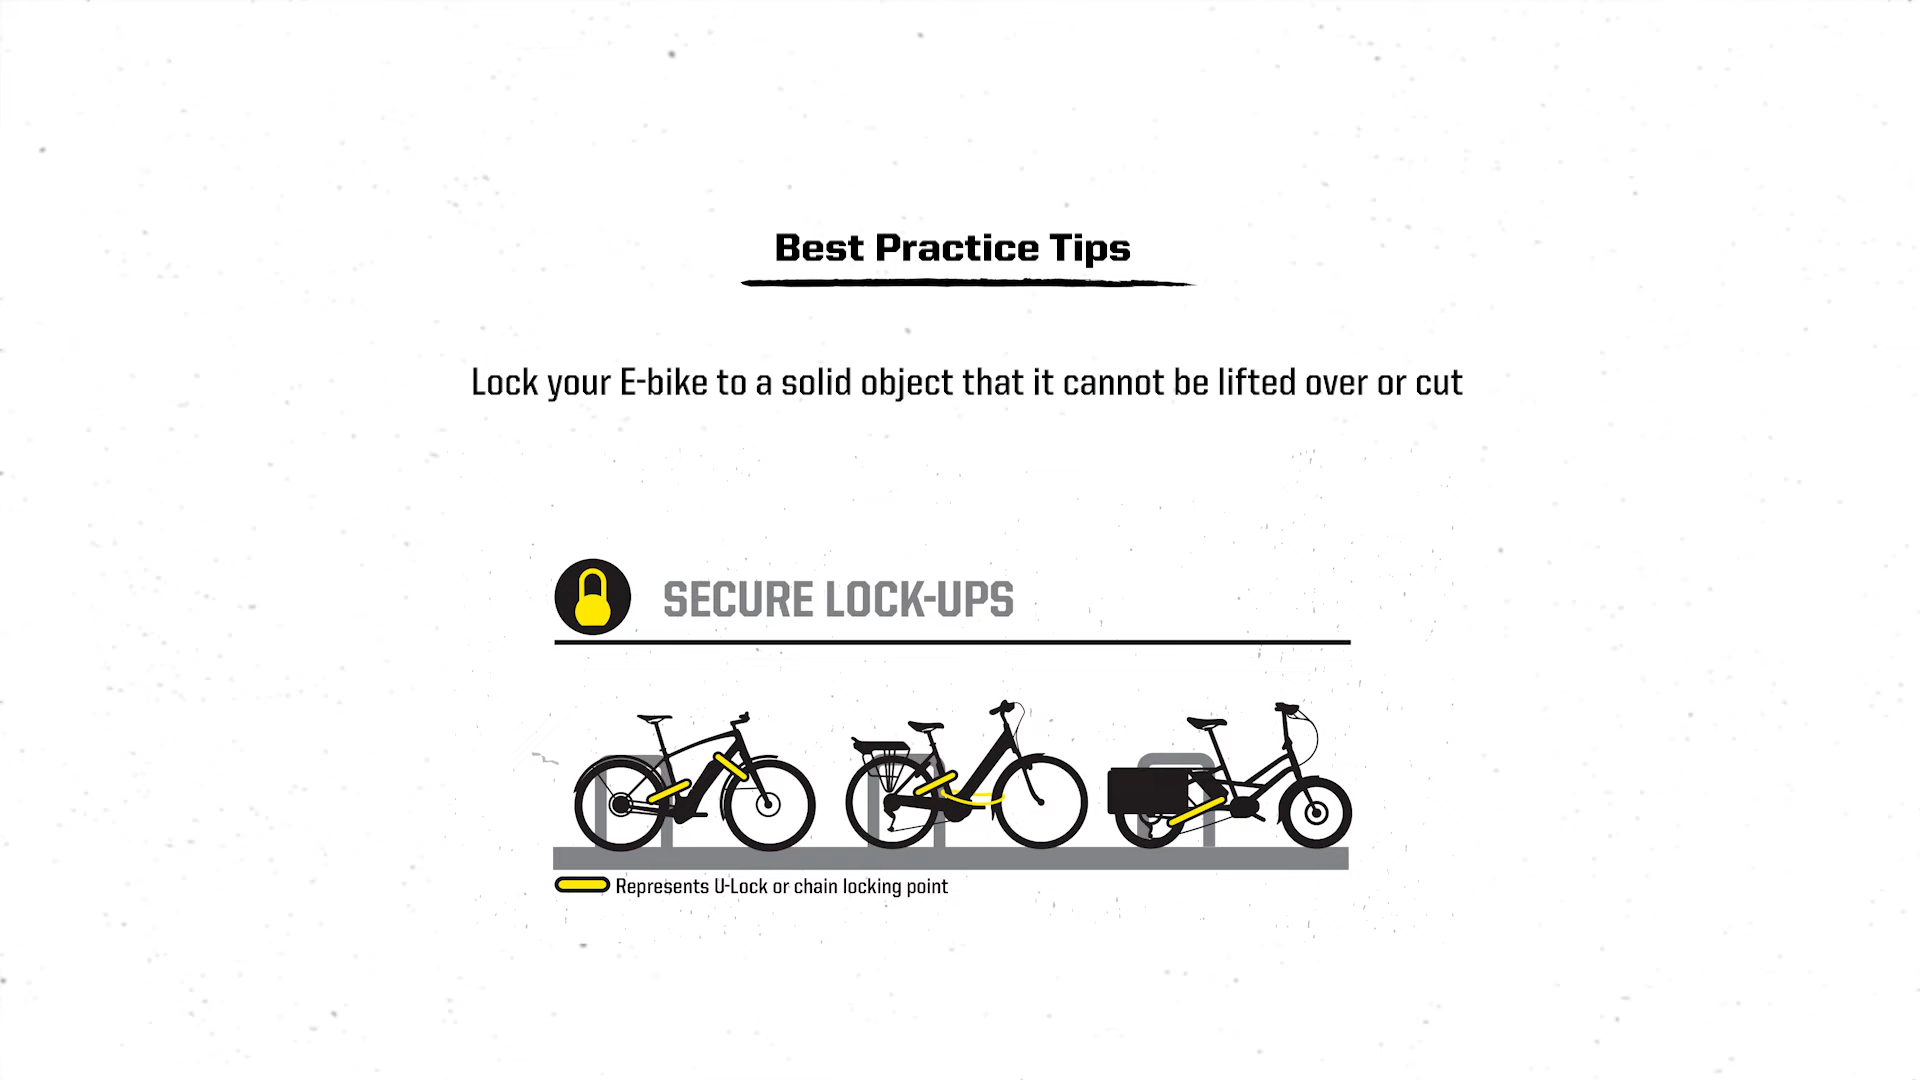 Best Practice Tips
Lock your E-bike to a solid object that it cannot be lifted over or cut
SECURE LOCK-UPS
Represents U-Lock or chain locking point